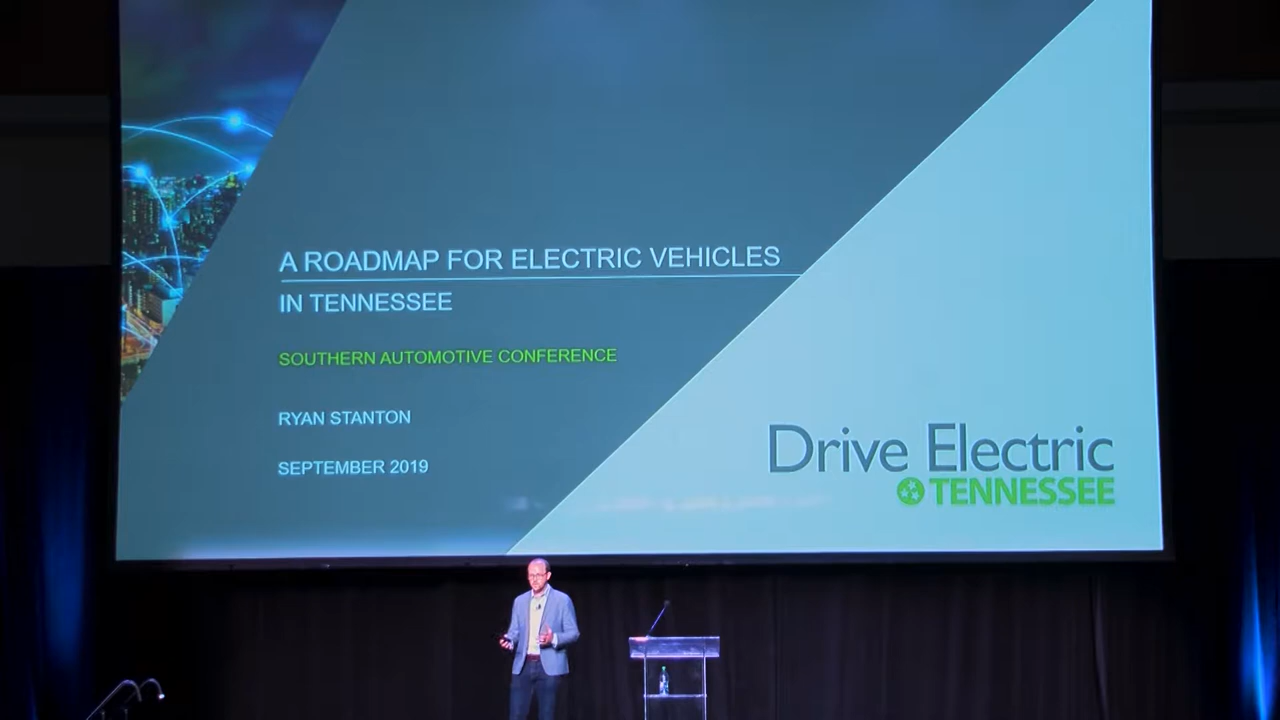 A ROADMAP FOR ELECTRIC VEHICLES
IN TENNESSEE
SOUTHERN AUTOMOTIVE CONFERENCE
RYAN STANTON
SEPTEMBER 2019
Drive Electric
TENNESSEE